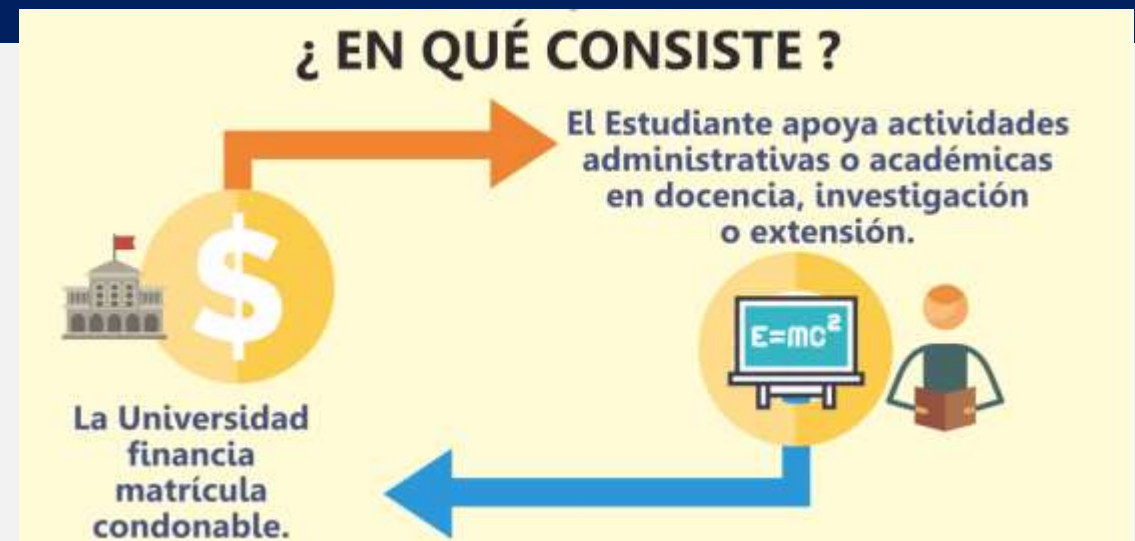 ¿ EN QUÉ CONSISTE ?
El Estudiante apoya actividades
administrativas o académicas
en docencia, investigación
o extensión.
$
E=mc²
La Universidad
financia
matrícula
condonable.